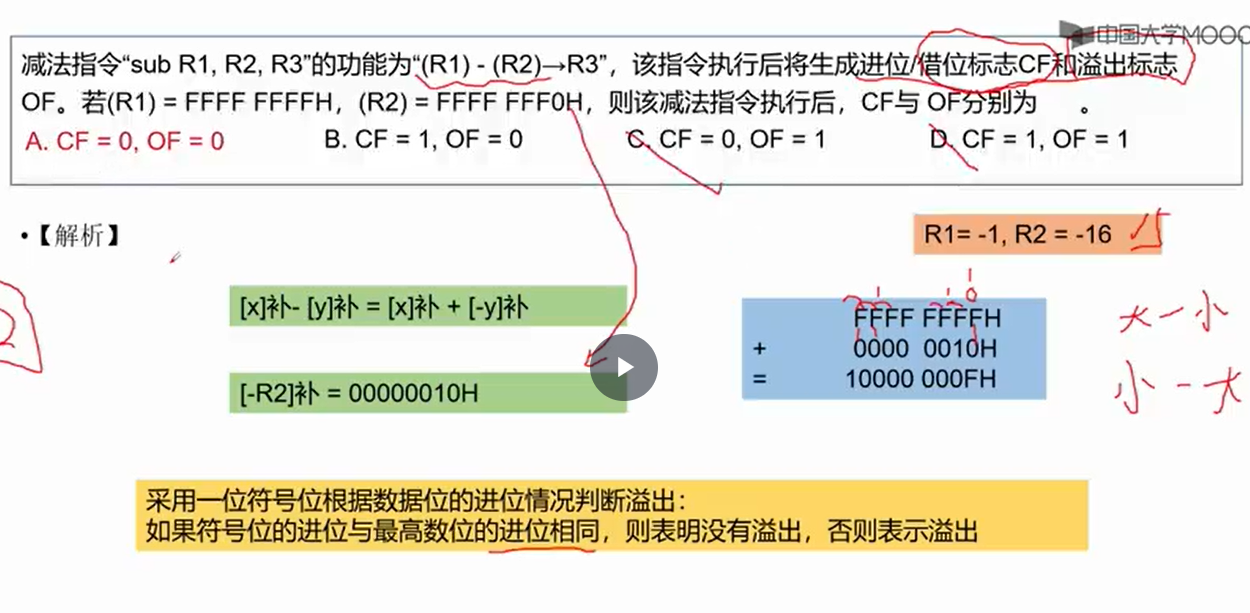 中国大学MOOC
减法指令“sub R1, R2, R3”的功能为“(R1) - (R2)→R3”，该指令执行后将生成进位/借位标志CF和溢出标志
OF。若(R1) = FFFF FFFFH，(R2) = FFFF FFF0H，则该减法指令执行后，CF与 OF分别为 。
A. CF = 0, OF = 0 B. CF = 1, OF = 0 C. CF = 0, OF = 1 D. CF = 1, OF = 1
•【解析】
R1= -1, R2 = -16
[x]补- [y]补 = [x]补 + [-y]补
[-R2]补 = 00000010H
1 1 1 0
FFFF FFFFH
+ 0000 0010H
= 10000 000FH
大－小
小－大
2
采用一位符号位根据数据位的进位情况判断溢出：
如果符号位的进位与最高数位的进位相同，则表明没有溢出，否则表示溢出